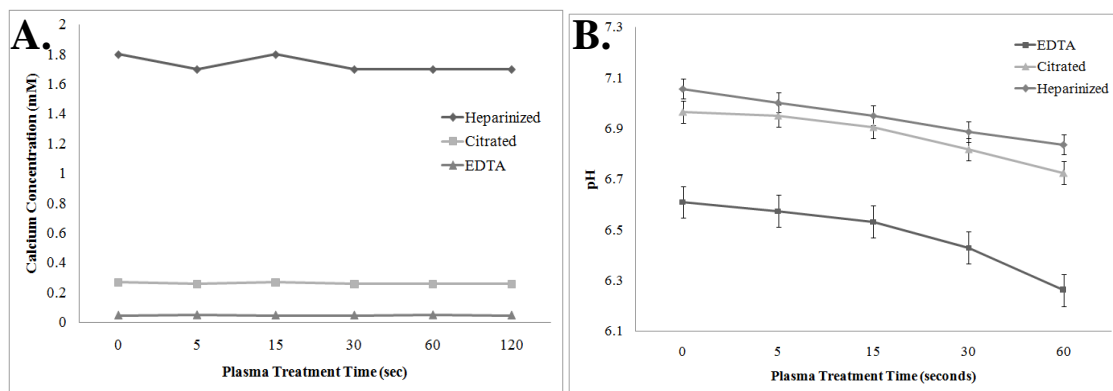 A.
2
1.8
1.6
1.4
1.2
1
0.8
0.6
0.4
0.2
0
Calcium Concentration (mM)
Heparinized
Citrated
EDTA
0 5 15 30 60 120
Plasma Treatment Time (sec)
B.
7.3
7.1
6.9
6.7
6.5
6.3
6.1
pH
EDTA
Citrated
Heparinized
0 5 15 30 60
Plasma Treatment Time (seconds)